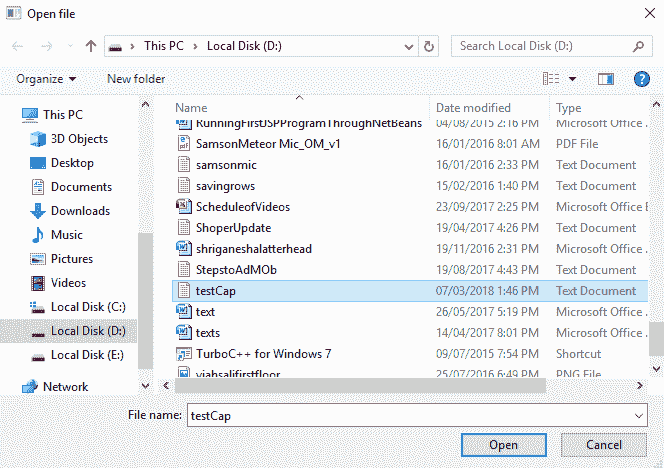 Open file
This PC > Local Disk (D:)
Search Local Disk (D:)
Organize
New folder
Name Date modified Type
This PC
3D Objects
Desktop
Documents
Downloads
Music
Pictures
Videos
Local Disk (C:)
Local Disk (D:)
Local Disk (E:)
Network
RunningFirstJSPProgramThroughNetBeans 04/08/2015 2:16 PM Microsoft Office .
SamsonMeteor Mic_OM_v1 16/01/2016 8:01 AM PDF File
samsonmic 16/01/2016 2:33 PM Text Document
savingrows 15/02/2016 1:40 PM Text Document
ScheduleofVideos 23/09/2017 2:25 PM Microsoft Office E
ShoperUpdate 19/04/2017 4:26 PM Text Document
shriganeshalatterhead 19/11/2016 2:31 PM Microsoft Office .
StepstoAdMOb 19/08/2017 4:43 PM Text Document
testCap 07/03/2018 1:46 PM Text Document
text 26/05/2017 5:19 PM Microsoft Office .
texts 14/04/2017 8:01 PM Microsoft Office .
TurboC++ for Windows 7 09/07/2015 7:54 PM Shortcut
viahsalifirstfloor 25/07/2016 6:49 PM PNG File
File name: testCap
Open
Cancel